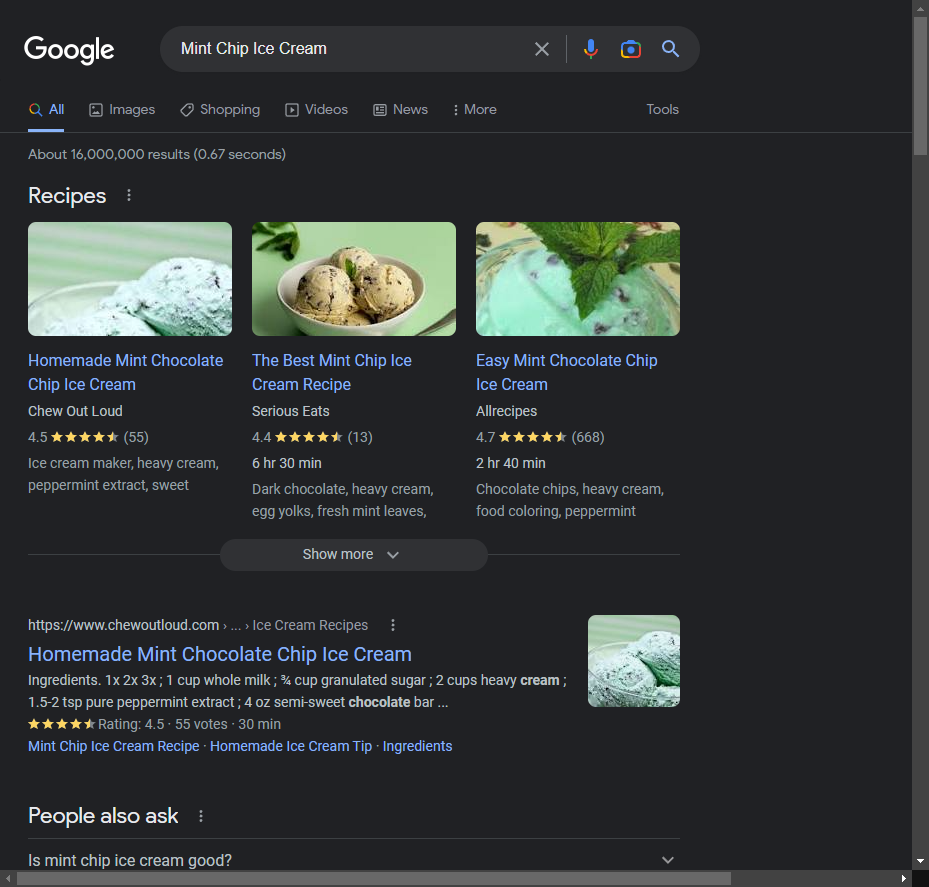 Google
Mint Chip Ice Cream
All
Images
Shopping
Videos
News
More
Tools
About 16,000,000 results (0.67 seconds)
Recipes
Homemade Mint Chocolate
Chip Ice Cream
Chew Out Loud
4.5 (55)
Ice cream maker, heavy cream,
peppermint extract, sweet
The Best Mint Chip Ice
Cream Recipe
Serious Eats
4.4 (13)
6 hr 30 min
Dark chocolate, heavy cream,
egg yolks, fresh mint leaves,
Easy Mint Chocolate Chip
Ice Cream
Allrecipes
4.7 (668)
2 hr 40 min
Chocolate chips, heavy cream,
food coloring, peppermint
Show more
https://www.chewoutloud.com › ... › Ice Cream Recipes
Homemade Mint Chocolate Chip Ice Cream
Ingredients. 1x 2x 3x ; 1 cup whole milk ; ¾ cup granulated sugar ; 2 cups heavy cream ;
1.5-2 tsp pure peppermint extract ; 4 oz semi-sweet chocolate bar ...
Rating: 4.5 · 55 votes · 30 min
Mint Chip Ice Cream Recipe · Homemade Ice Cream Tip · Ingredients
People also ask
Is mint chip ice cream good?